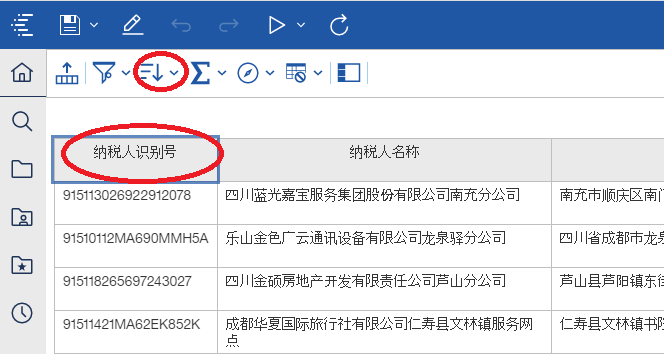 纳税人识别号 纳税人名称
915113026922912078 四川蓝光嘉宝服务集团股份有限公司南充分公司 南充市顺庆区南门
91510112MA690MMH5A 乐山金色广云通讯设备有限公司龙泉驿分公司 四川省成都市龙泉
915118265697243027 四川金硕房地产开发有限责任公司芦山分公司 芦山县芦阳镇东街
91511421MA62EK852K 成都华夏国际旅行社有限公司仁寿县文林镇服务网 仁寿县文林镇书院
点